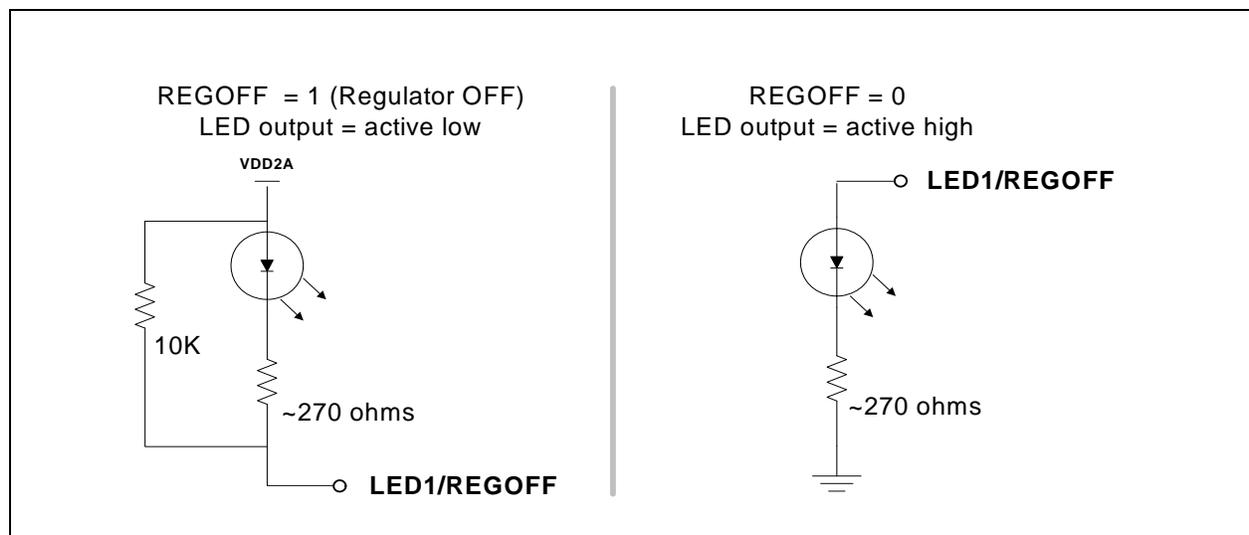 REGOFF = 1 (Regulator OFF)
LED output = active low
VDD2A
10K
~270 ohms
LED1/REGOFF
REGOFF = 0
LED output = active high
LED1/REGOFF
~270 ohms